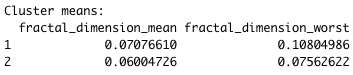 Cluster means:
fractal_dimension_mean fractal_dimension_worst
1 0.07076610 0.10804986
2 0.06004726 0.07562622